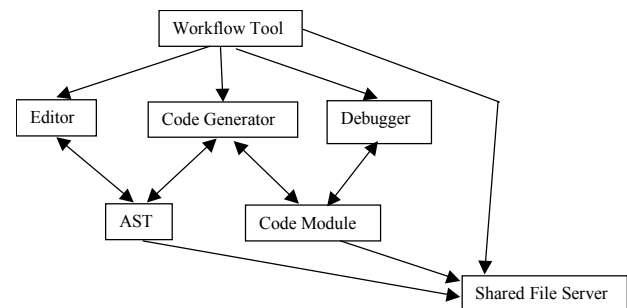 Workflow Tool
Editor
Code Generator
Debugger
AST
Code Module
Shared File Server